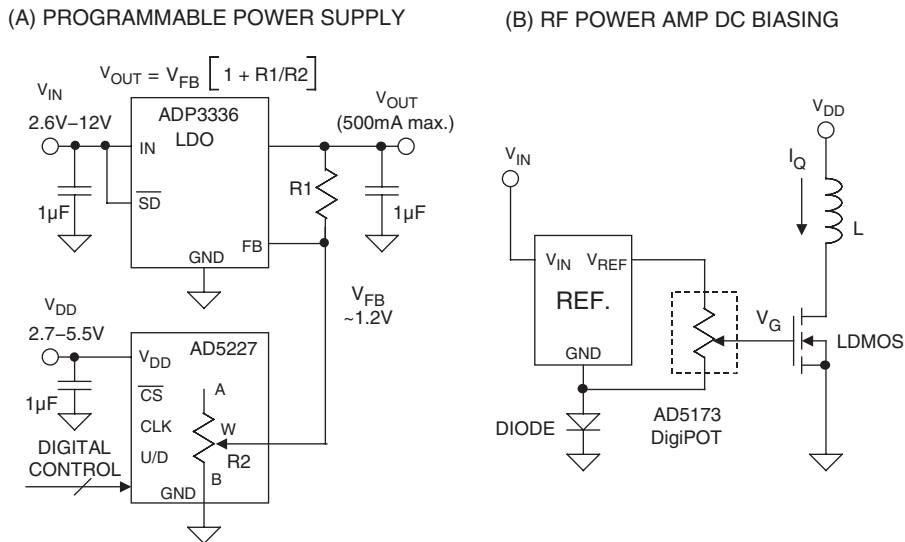 (A) PROGRAMMABLE POWER SUPPLY
V_OUT = V_FB [ 1 + R1/R2 ]
V_IN
2.6V–12V
ADP3336
LDO
V_OUT
(500mA max.)
IN
SD
1µF
R1
1µF
FB
GND
V_FB
~1.2V
V_DD
2.7–5.5V
AD5227
V_DD
CS
CLK
U/D
A
W
R2
B
GND
1µF
DIGITAL
CONTROL
(B) RF POWER AMP DC BIASING
V_DD
V_IN
I_Q
L
V_IN
V_REF
REF.
GND
V_G
LDMOS
DIODE
AD5173
DigiPOT